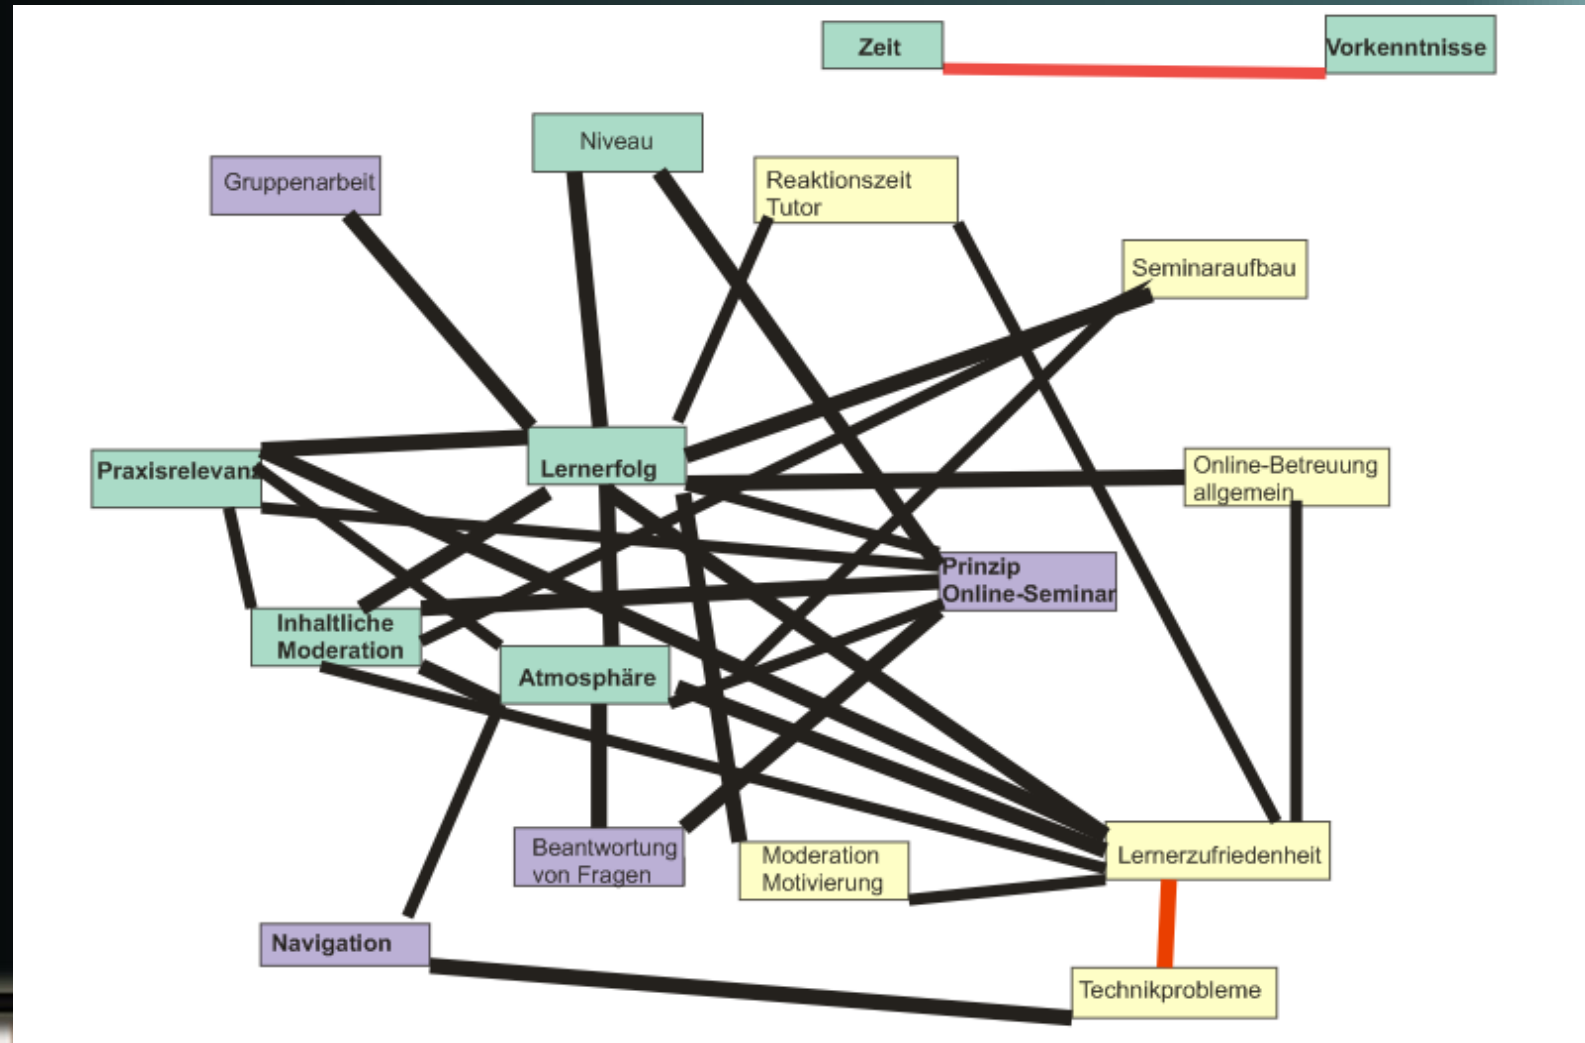 Zeit
Vorkenntnisse
Niveau
Gruppenarbeit
Reaktionszeit
Tutor
Seminaraufbau
Praxisrelevanz
Lernerfolg
Online-Betreuung
allgemein
Prinzip
Online-Seminar
Inhaltliche
Moderation
Atmosphäre
Beantwortung
von Fragen
Moderation
Motivierung
Lernerzufriedenheit
Navigation
Technikprobleme